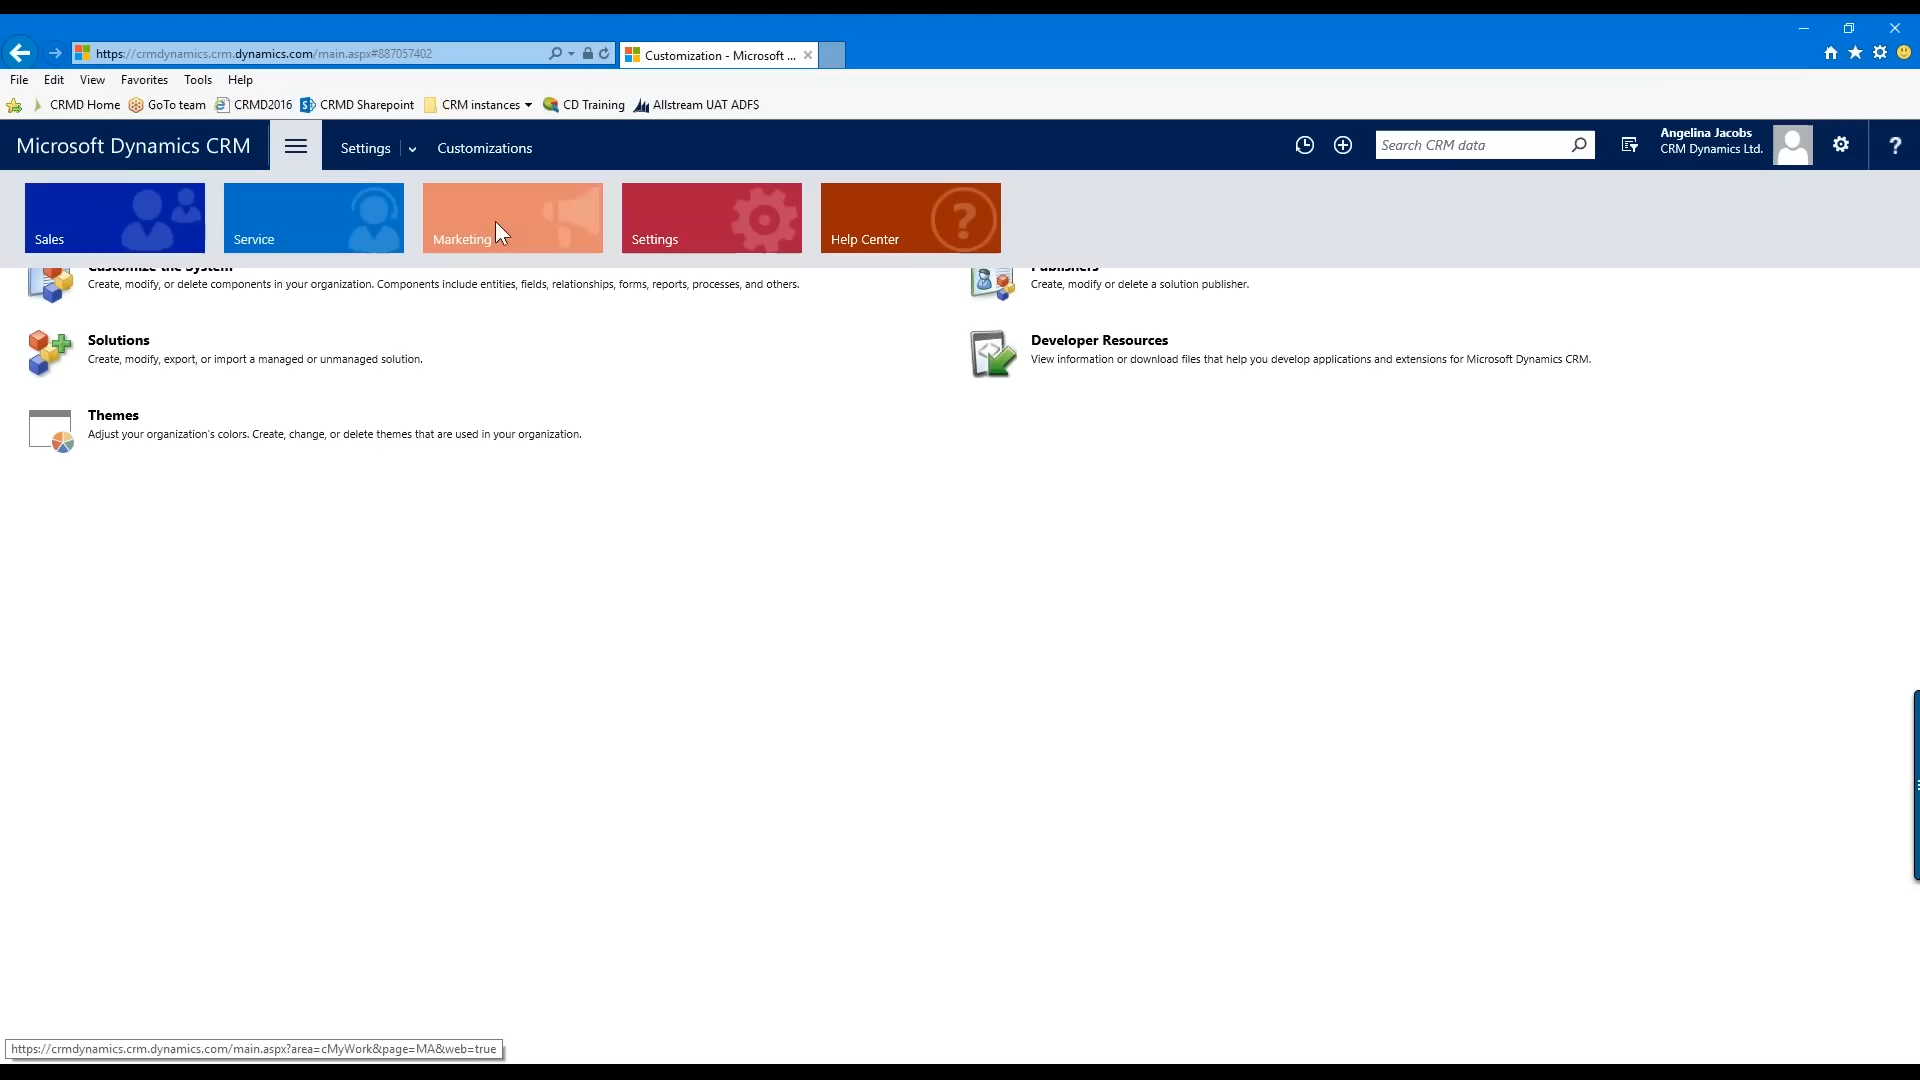 https://crmdynamics.crm.dynamics.com/main.aspx#887057402
Customization - Microsoft ...
File Edit View Favorites Tools Help
CRMD Home GoTo team CRMD2016 CRMD Sharepoint CRM instances CD Training Allstream UAT ADFS
Microsoft Dynamics CRM Settings Customizations Search CRM data
Angelina Jacobs
CRM Dynamics Ltd.
?
Sales Service Marketing Settings Help Center
?
Customize the System
Create, modify, or delete components in your organization. Components include entities, fields, relationships, forms, reports, processes, and others.
Publishers
Create, modify or delete a solution publisher.
Solutions
Create, modify, export, or import a managed or unmanaged solution.
Developer Resources
View information or download files that help you develop applications and extensions for Microsoft Dynamics CRM.
Themes
Adjust your organization's colors. Create, change, or delete themes that are used in your organization.
https://crmdynamics.crm.dynamics.com/main.aspx?area=cMyWork&page=MA&web=true